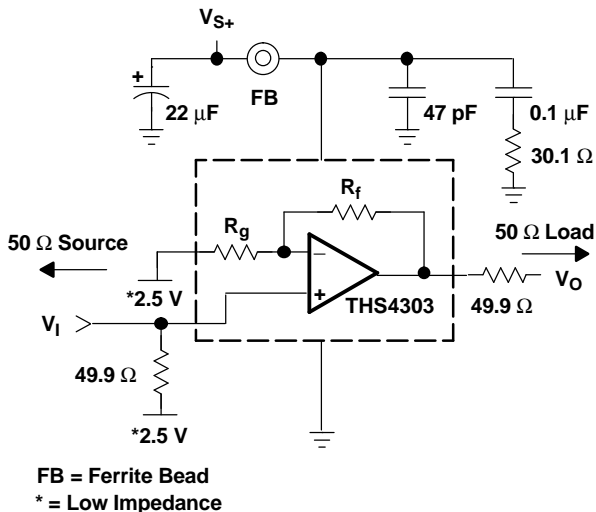 VS+
+
22 µF
FB
47 pF
0.1 µF
30.1 Ω
Rf
Rg
50 Ω Source
50 Ω Load
−
+
*2.5 V
THS4303
VO
49.9 Ω
VI
49.9 Ω
*2.5 V
FB = Ferrite Bead
* = Low Impedance